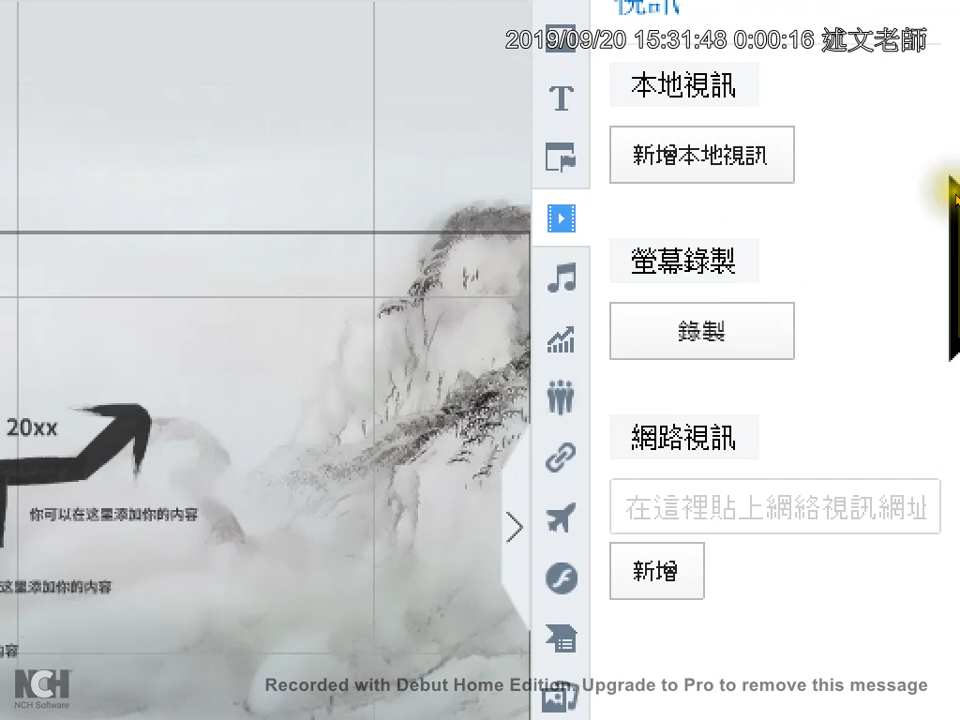 視訊
2019/09/20 15:31:48 0:00:16 述文老師
T
本地視訊
新增本地視訊
螢幕錄製
錄製
20xx
網路視訊
在這裡貼上網絡視訊網址
你可以在这里添加你的内容
新增
这里添加你的内容
内容
NCH
NCH Software
Recorded with Debut Home Edition. Upgrade to Pro to remove this message